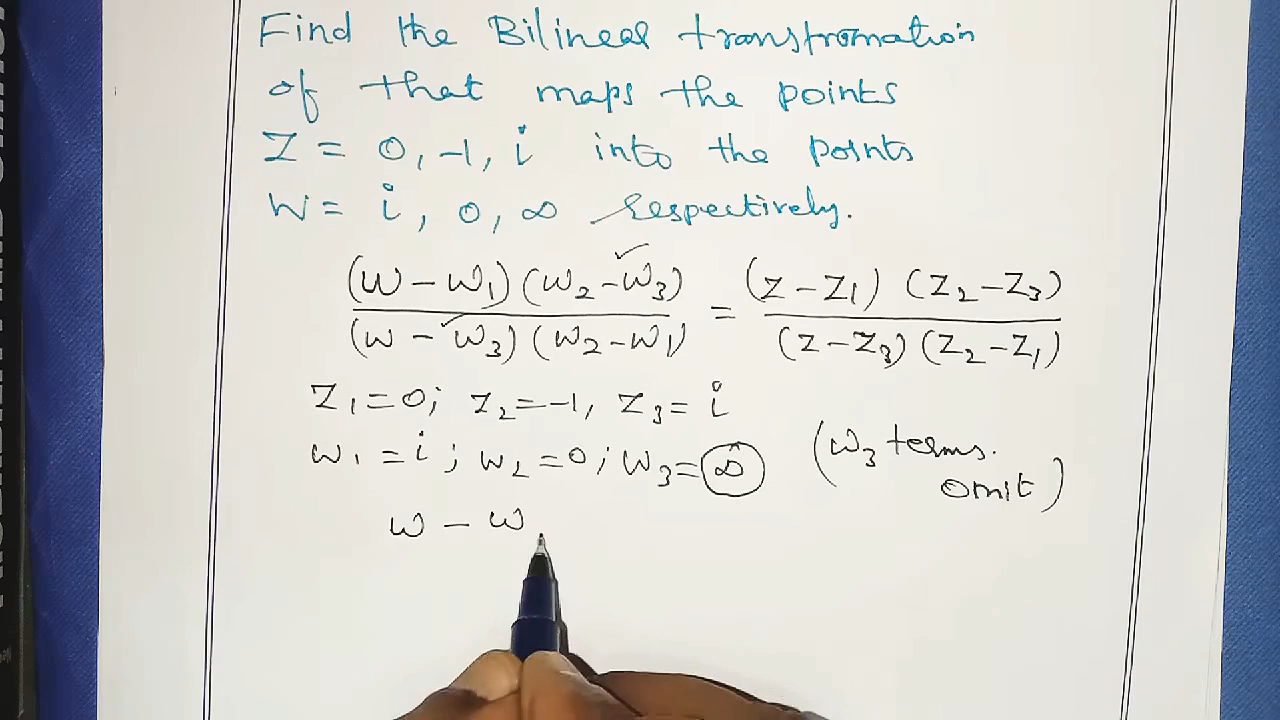 Find the Bilineal transtromation
of that maps the points
Z = 0, -1, i into the points
W = i, 0, ∞ respectively.
(w - w₁) (w₂ - w₃) / (w - w₃) (w₂ - w₁) = (z - z₁) (z₂ - z₃) / (z - z₃) (z₂ - z₁)
z₁ = 0; z₂ = -1, z₃ = i
w₁ = i; w₂ = 0; w₃ = ∞ (w₃ terms. omit)
w - w